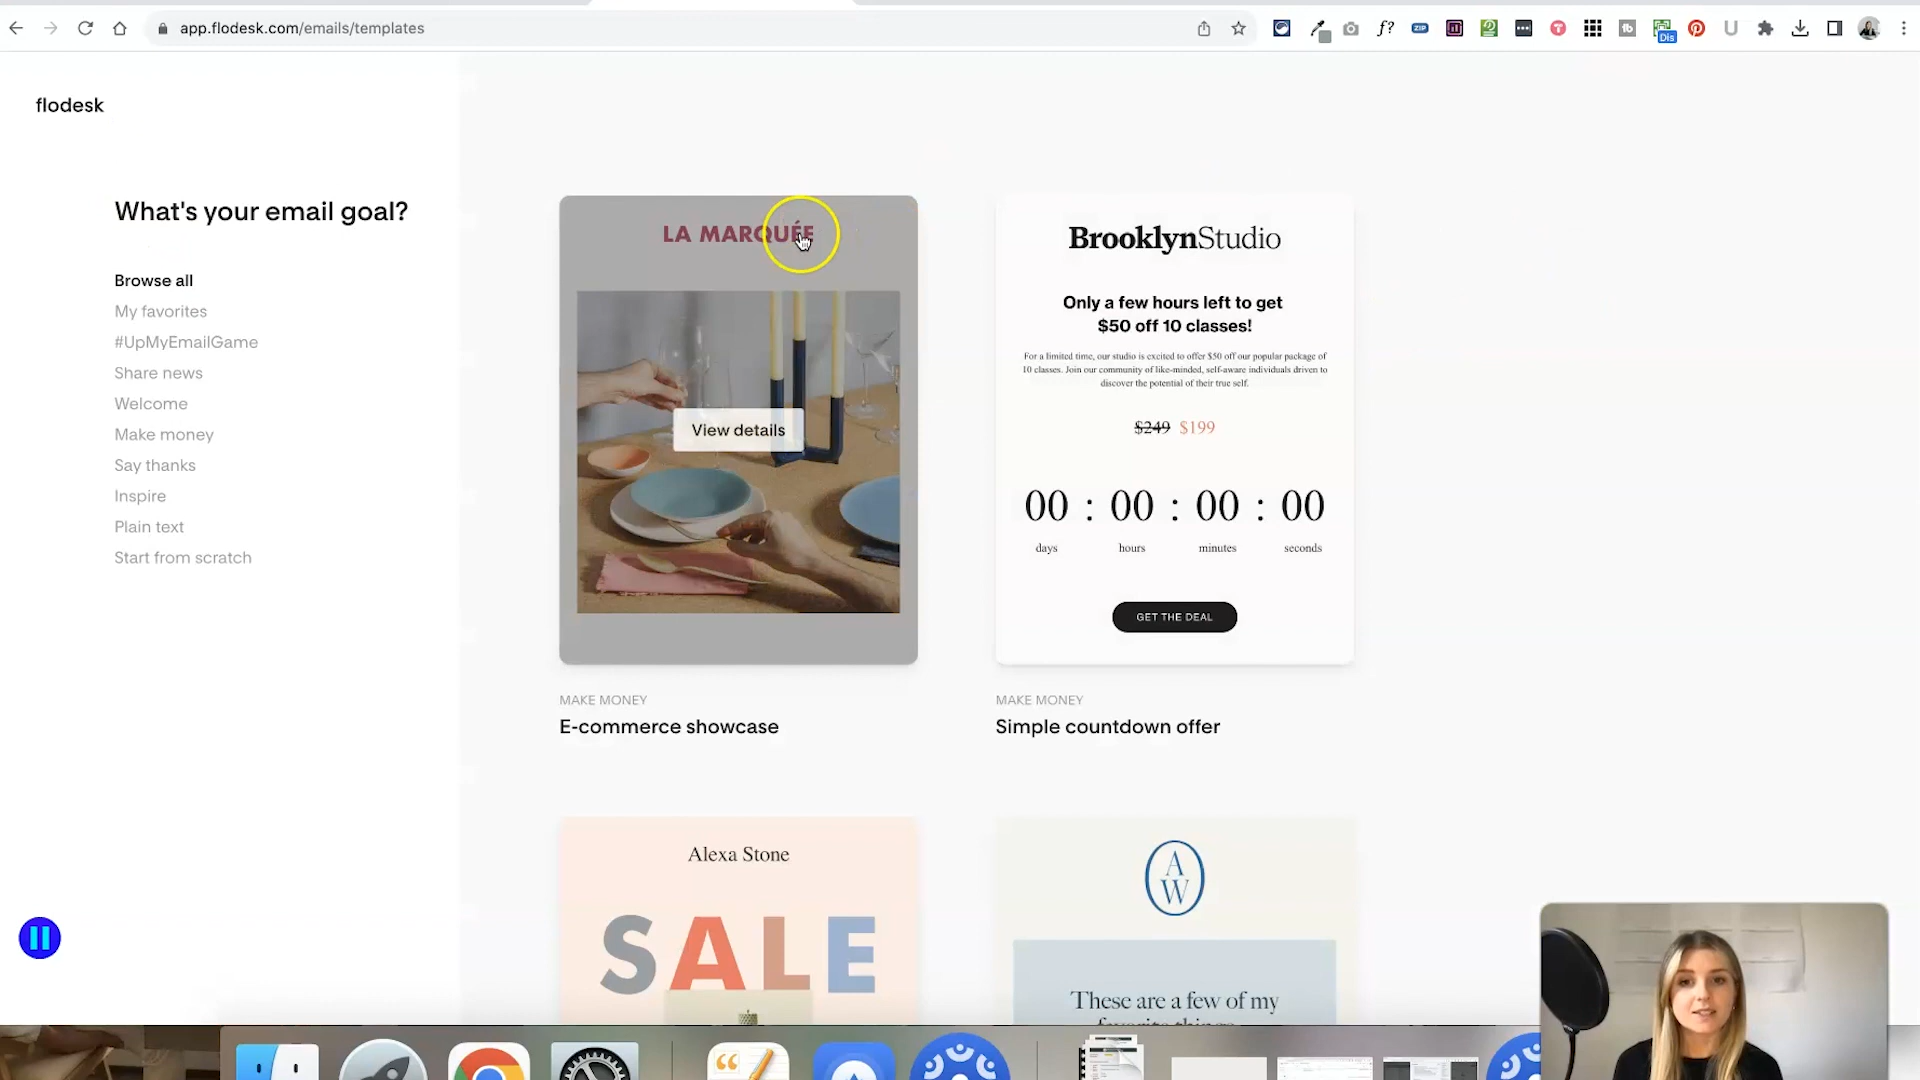 app.flodesk.com/emails/templates
f?
ZIP
Dis
U
flodesk
What's your email goal?
Browse all
My favorites
#UpMyEmailGame
Share news
Welcome
Make money
Say thanks
Inspire
Plain text
Start from scratch
LA MARQUÉE
View details
MAKE MONEY
E-commerce showcase
BrooklynStudio
Only a few hours left to get
$50 off 10 classes!
For a limited time, our studio is excited to offer $50 off our popular package of
10 classes. Join our community of like-minded, self-aware individuals driven to
discover the potential of their true self.
$249 $199
00 : 00 : 00 : 00
days hours minutes seconds
GET THE DEAL
MAKE MONEY
Simple countdown offer
Alexa Stone
SALE
A
W
These are a few of my
favorite things